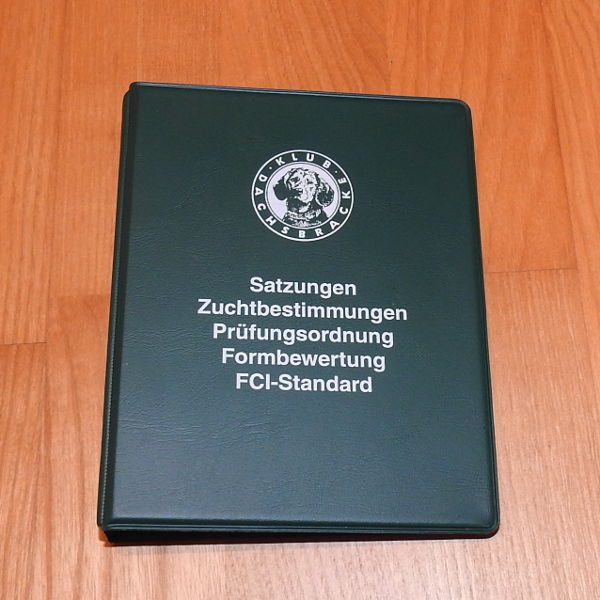 KLUB
DACHSBRACKE
Satzungen
Zuchtbestimmungen
Prüfungsordnung
Formbewertung
FCI-Standard